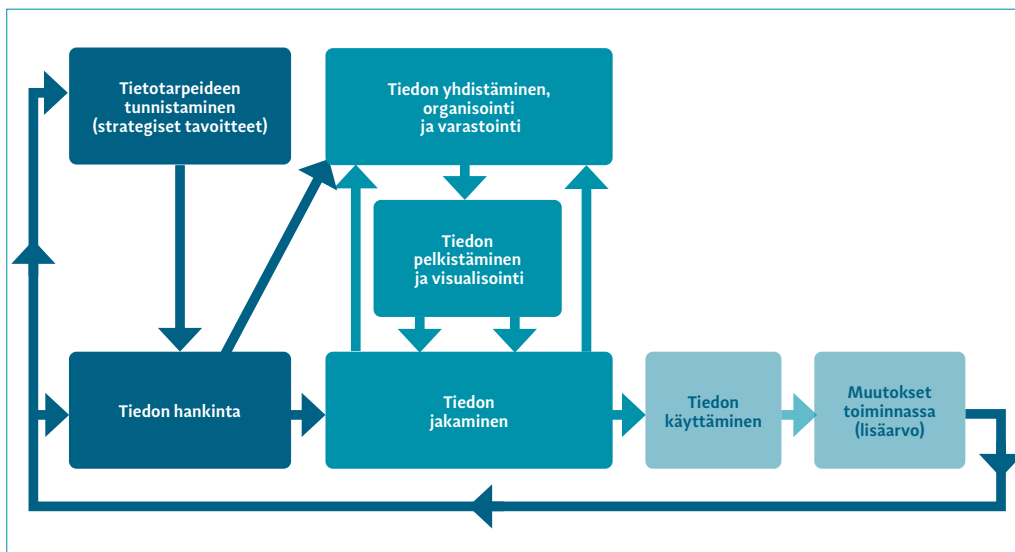 Tietotarpeideen
tunnistaminen
(strategiset tavoitteet)
Tiedon yhdistäminen,
organisointi
ja varastointi
Tiedon
pelkistäminen
ja visualisointi
Tiedon hankinta
Tiedon
jakaminen
Tiedon
käyttäminen
Muutokset
toiminnassa
(lisäarvo)